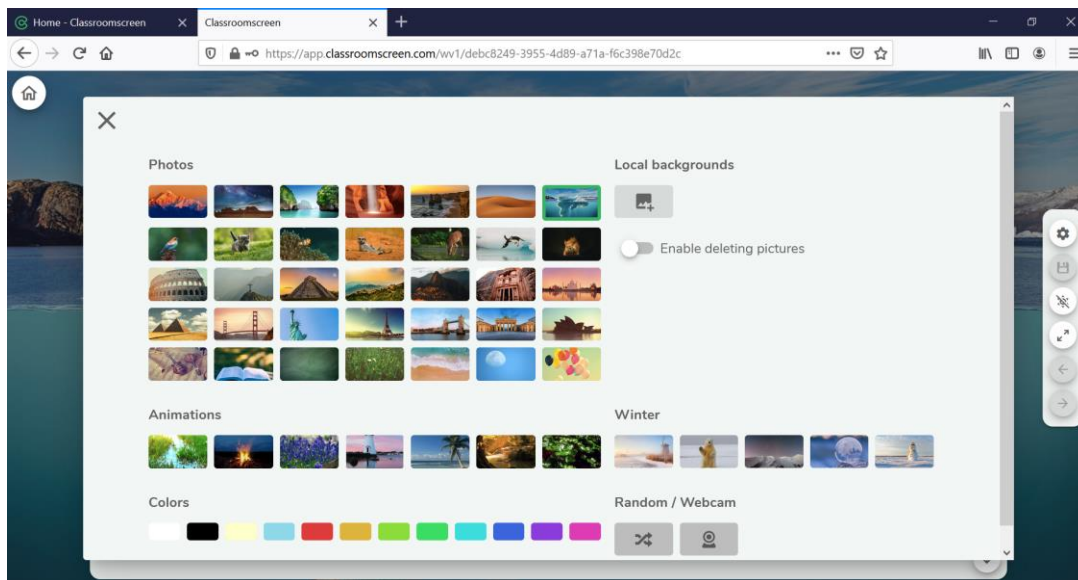 Home - Classroomscreen
Classroomscreen
https://app.classroomscreen.com/wv1/debc8249-3955-4d89-a71a-f6c398e70d2c
Photos
Local backgrounds
Enable deleting pictures
Animations
Winter
Colors
Random / Webcam